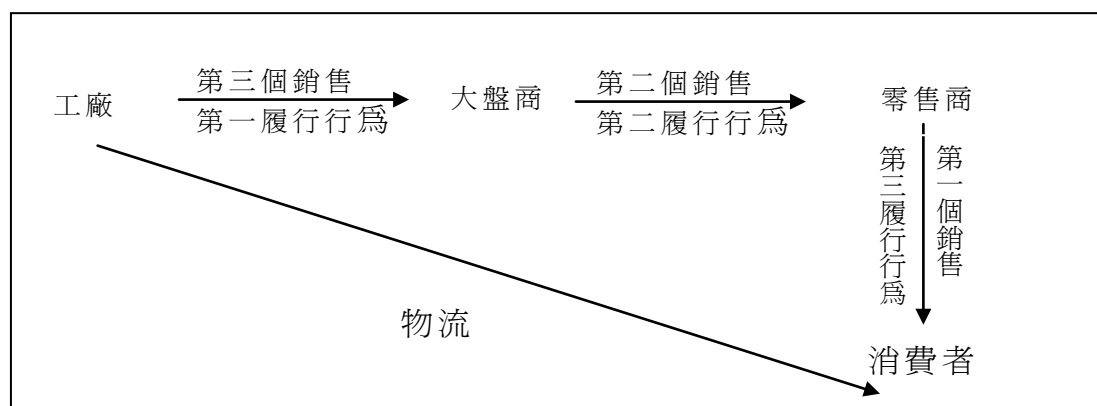 第三個銷售
第二個銷售
工廠
大盤商
零售商
第一履行行爲
第二履行行爲
第一個銷售
第三履行行爲
物流
消費者